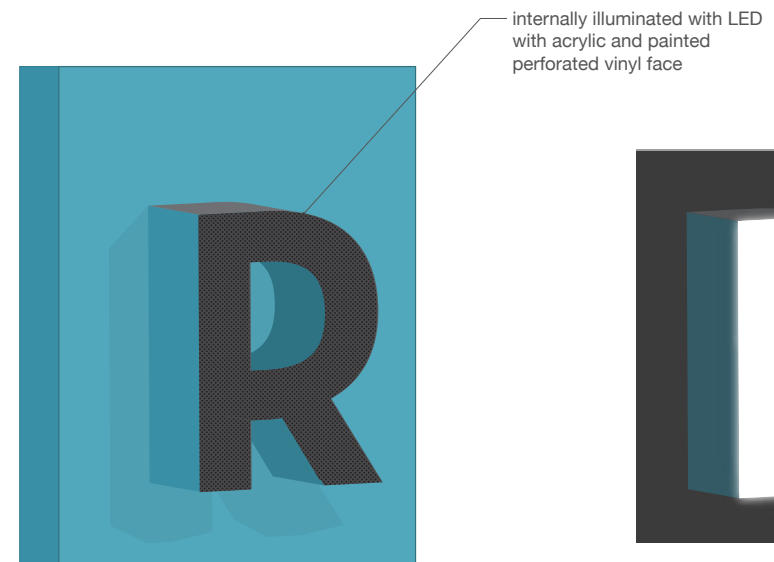 internally illuminated with LED
with acrylic and painted
perforated vinyl face
R